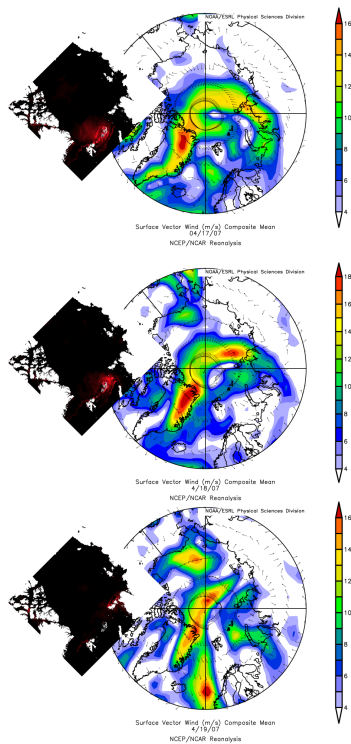 NOAA/ESRL Physical Sciences Division
16
14
12
10
8
6
4
Surface Vector Wind (m/s) Composite Mean
04/17/07
NCEP/NCAR Reanalysis
NOAA/ESRL Physical Sciences Division
18
16
14
12
10
8
6
4
Surface Vector Wind (m/s) Composite Mean
4/18/07
NCEP/NCAR Reanalysis
NOAA/ESRL Physical Sciences Division
16
14
12
10
8
6
4
Surface Vector Wind (m/s) Composite Mean
4/19/07
NCEP/NCAR Reanalysis